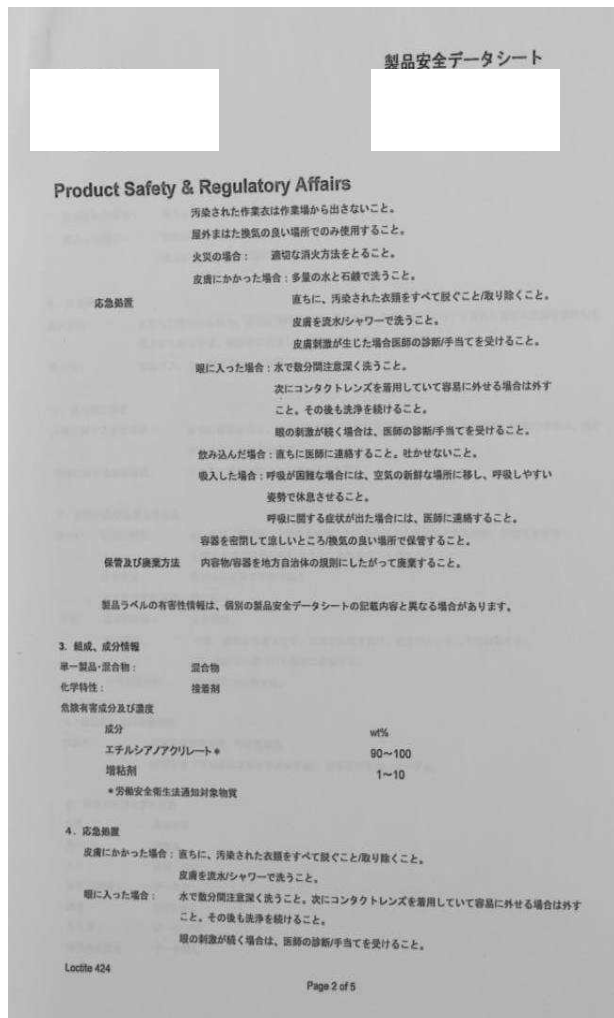 製品安全データシート
Product Safety & Regulatory Affairs
汚染された作業衣は作業場から出さないこと。
屋外まはた換気の良い場所でのみ使用すること。
火災の場合： 適切な消火方法をとること。
皮膚にかかった場合：多量の水と石鹸で洗うこと。
応急処置 直ちに、汚染された衣類をすべて脱ぐこと/取り除くこと。
皮膚を流水/シャワーで洗うこと。
皮膚刺激が生じた場合医師の診断/手当てを受けること。
眼に入った場合：水で数分間注意深く洗うこと。
次にコンタクトレンズを着用していて容易に外せる場合は外す
こと。その後も洗浄を続けること。
眼の刺激が続く場合は、医師の診断/手当てを受けること。
飲み込んだ場合：直ちに医師に連絡すること。吐かせないこと。
吸入した場合：呼吸が困難な場合には、空気の新鮮な場所に移し、呼吸しやすい
姿勢で休息させること。
呼吸に関する症状が出た場合には、医師に連絡すること。
容器を密閉して涼しいところ/換気の良い場所で保管すること。
保管及び廃棄方法 内容物/容器を地方自治体の規則にしたがって廃棄すること。
製品ラベルの有害性情報は、個別の製品安全データシートの記載内容と異なる場合があります。
3. 組成、成分情報
単一製品・混合物： 混合物
化学特性： 接着剤
危険有害成分及び濃度
成分 wt%
エチルシアノアクリレート＊ 90～100
増粘剤 1～10
＊労働安全衛生法通知対象物質
4. 応急処置
皮膚にかかった場合：直ちに、汚染された衣類をすべて脱ぐこと/取り除くこと。
皮膚を流水/シャワーで洗うこと。
眼に入った場合： 水で数分間注意深く洗うこと。次にコンタクトレンズを着用していて容易に外せる場合は外す
こと。その後も洗浄を続けること。
眼の刺激が続く場合は、医師の診断/手当てを受けること。
Loctite 424
Page 2 of 5